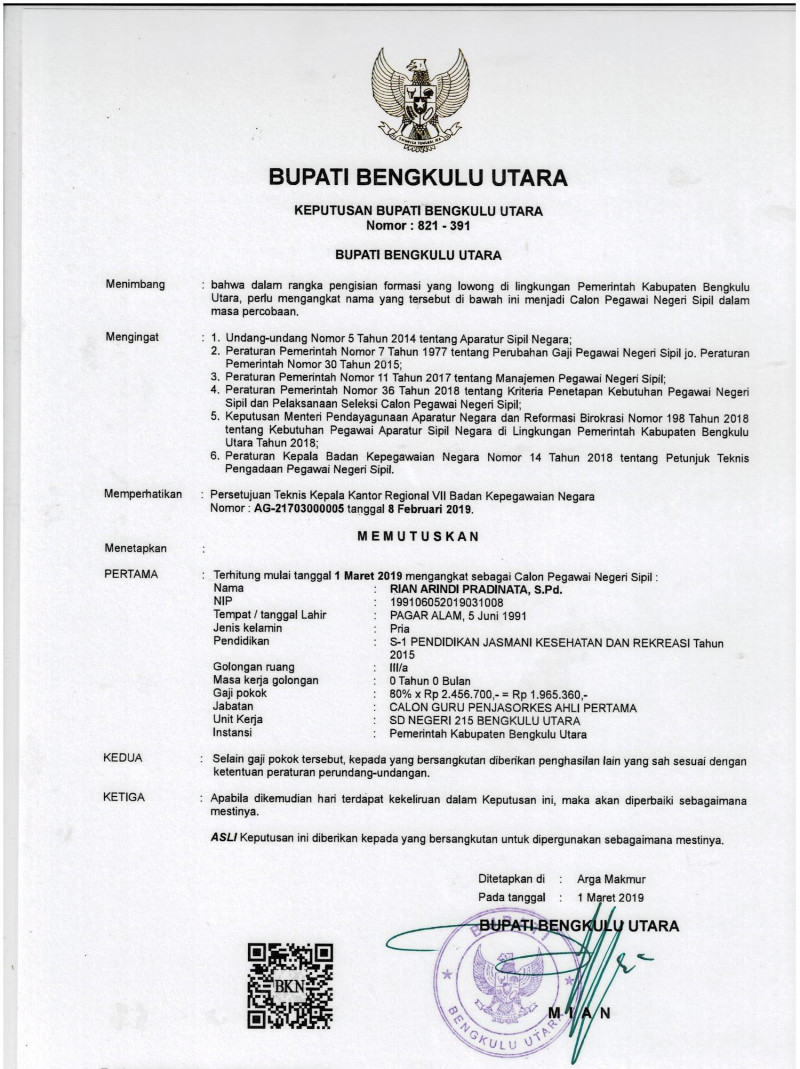 BUPATI BENGKULU UTARA
KEPUTUSAN BUPATI BENGKULU UTARA
Nomor : 821 - 391
BUPATI BENGKULU UTARA
Menimbang : bahwa dalam rangka pengisian formasi yang lowong di lingkungan Pemerintah Kabupaten Bengkulu
Utara, perlu mengangkat nama yang tersebut di bawah ini menjadi Calon Pegawai Negeri Sipil dalam
masa percobaan.
Mengingat : 1. Undang-undang Nomor 5 Tahun 2014 tentang Aparatur Sipil Negara;
2. Peraturan Pemerintah Nomor 7 Tahun 1977 tentang Perubahan Gaji Pegawai Negeri Sipil jo. Peraturan
Pemerintah Nomor 30 Tahun 2015;
3. Peraturan Pemerintah Nomor 11 Tahun 2017 tentang Manajemen Pegawai Negeri Sipil;
4. Peraturan Pemerintah Nomor 36 Tahun 2018 tentang Kriteria Penetapan Kebutuhan Pegawai Negeri
Sipil dan Pelaksanaan Seleksi Calon Pegawai Negeri Sipil;
5. Keputusan Menteri Pendayagunaan Aparatur Negara dan Reformasi Birokrasi Nomor 198 Tahun 2018
tentang Kebutuhan Pegawai Aparatur Sipil Negara di Lingkungan Pemerintah Kabupaten Bengkulu
Utara Tahun 2018;
6. Peraturan Kepala Badan Kepegawaian Negara Nomor 14 Tahun 2018 tentang Petunjuk Teknis
Pengadaan Pegawai Negeri Sipil.
Memperhatikan : Persetujuan Teknis Kepala Kantor Regional VII Badan Kepegawaian Negara
Nomor : AG-21703000005 tanggal 8 Februari 2019.
M E M U T U S K A N
Menetapkan :
PERTAMA : Terhitung mulai tanggal 1 Maret 2019 mengangkat sebagai Calon Pegawai Negeri Sipil :
Nama : RIAN ARINDI PRADINATA, S.Pd.
NIP : 199106052019031008
Tempat / tanggal Lahir : PAGAR ALAM, 5 Juni 1991
Jenis kelamin : Pria
Pendidikan : S-1 PENDIDIKAN JASMANI KESEHATAN DAN REKREASI Tahun
2015
Golongan ruang : III/a
Masa kerja golongan : 0 Tahun 0 Bulan
Gaji pokok : 80% x Rp 2.456.700,- = Rp 1.965.360,-
Jabatan : CALON GURU PENJASORKES AHLI PERTAMA
Unit Kerja : SD NEGERI 215 BENGKULU UTARA
Instansi : Pemerintah Kabupaten Bengkulu Utara
KEDUA : Selain gaji pokok tersebut, kepada yang bersangkutan diberikan penghasilan lain yang sah sesuai dengan
ketentuan peraturan perundang-undangan.
KETIGA : Apabila dikemudian hari terdapat kekeliruan dalam Keputusan ini, maka akan diperbaiki sebagaimana
mestinya.
ASLI Keputusan ini diberikan kepada yang bersangkutan untuk dipergunakan sebagaimana mestinya.
Ditetapkan di : Arga Makmur
Pada tanggal : 1 Maret 2019
BUPATI BENGKULU UTARA
BUPATI
BKN
M I A N
BENGKULU UTARA